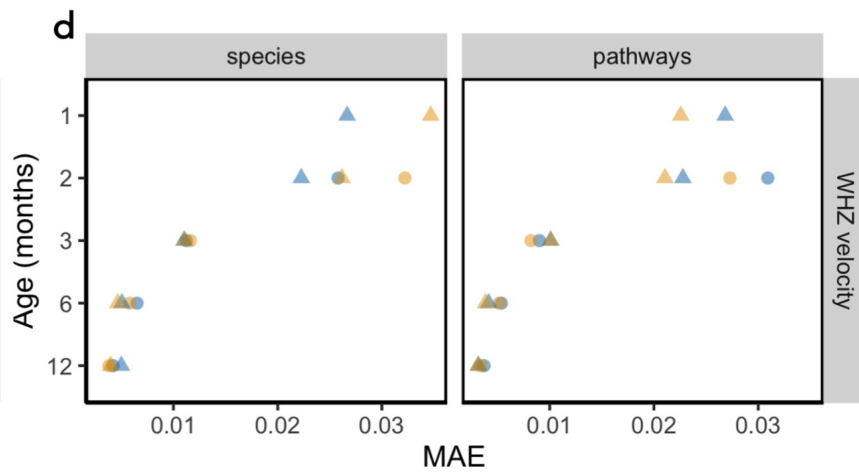 d
species
pathways
1
2
3
6
12
Age (months)
WHZ velocity
0.01
0.02
0.03
0.01
0.02
0.03
MAE